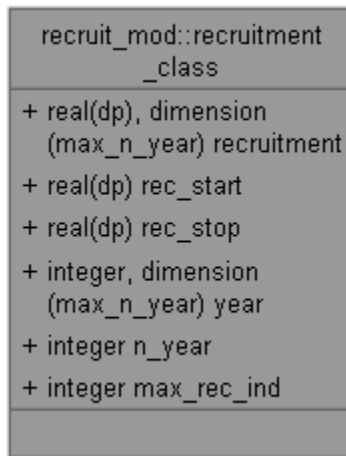 recruit_mod::recruitment
_class
+ real(dp), dimension
(max_n_year) recruitment
+ real(dp) rec_start
+ real(dp) rec_stop
+ integer, dimension
(max_n_year) year
+ integer n_year
+ integer max_rec_ind